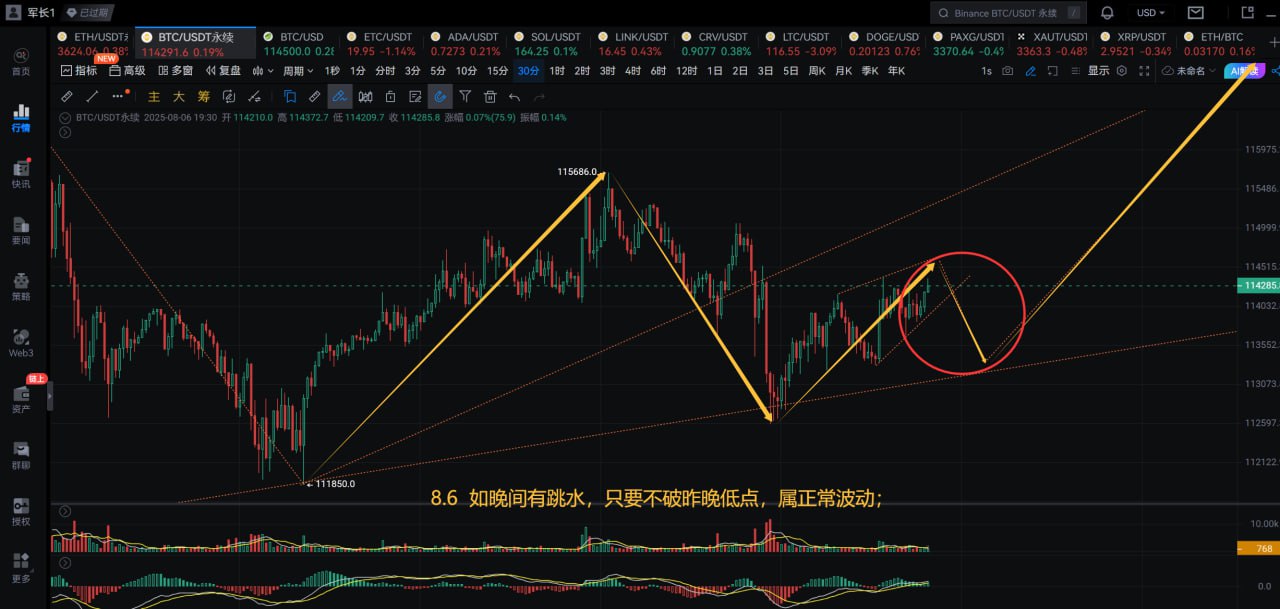 军长1 已过期
Binance BTC/USDT 永续 / USD
ETH/USDT 3624.06 0.38%
BTC/USDT永续 114291.6 0.19%
BTC/USD 114500.0 0.28
ETC/USDT 19.95 -1.14%
ADA/USDT 0.7273 0.21%
SOL/USDT 164.25 0.1%
LINK/USDT 16.45 0.43%
CRV/USDT 0.9077 0.38%
LTC/USDT 116.55 -3.09%
DOGE/USD 0.20123 0.76
PAXG/USD1 3370.64 -0.4%
XAUT/USD1 3363.3 -0.48%
XRP/USDT 2.9521 -0.34%
ETH/BTC 0.03170 0.16%
NEW
指标 高级 多窗 复盘 周期 1秒 1分 分时 3分 5分 10分 15分 30分 1时 2时 3时 4时 6时 12时 1日 2日 3日 5日 周K 月K 季K 年K 1s 显示 未命名
主 大 筹
BTC/USDT永续 2025-08-06 19:30 开 114210.0 高 114372.7 低 114209.7 收 114285.8 涨幅 0.07%(75.9) 振幅 0.14%
首页
行情
快讯
要闻
策略
Web3
链上
资产
群聊
授权
更多
115686.0
111850.0
115975.
115486.
114999.
114515.
114285.
114032.
113552.
113073.
112597.
112122.
8.6 如晚间有跳水，只要不破昨晚低点，属正常波动；
10.00k
768
0.0